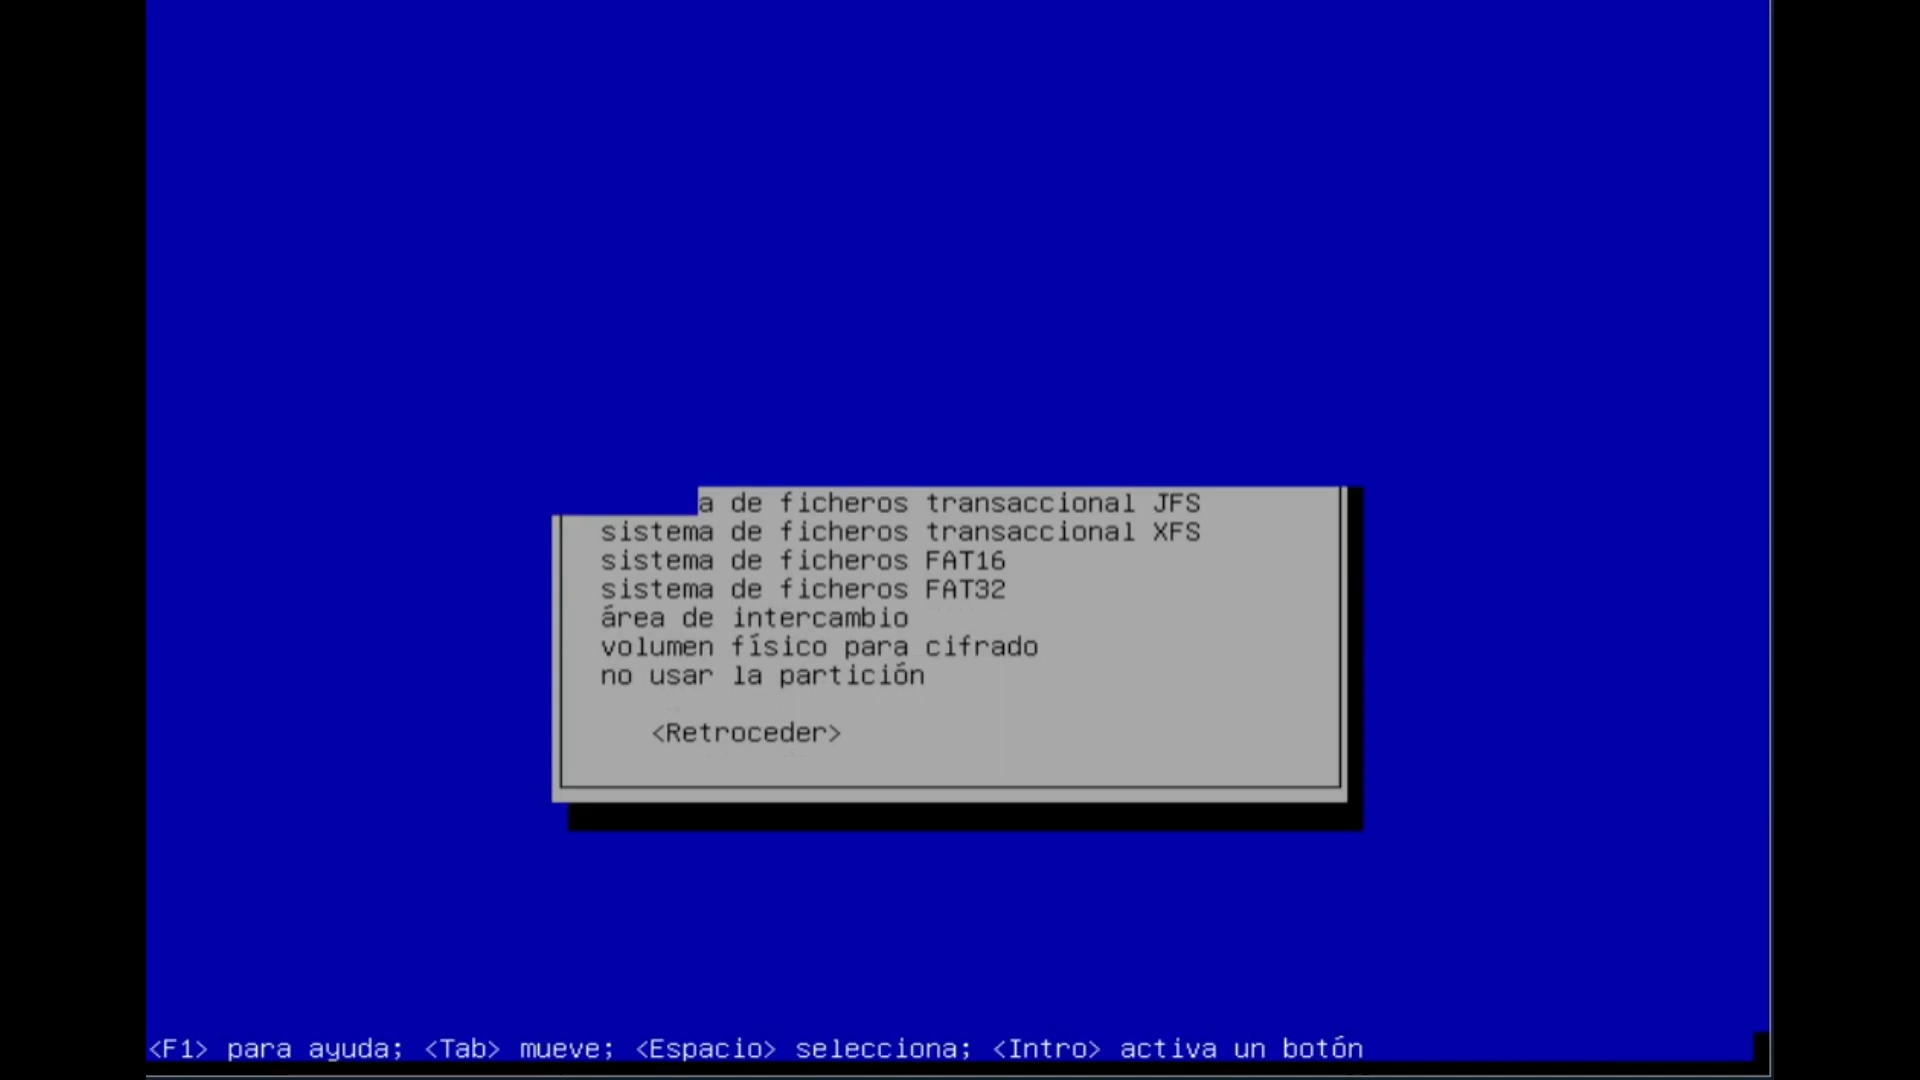 a de ficheros transaccional JFS
sistema de ficheros transaccional XFS
sistema de ficheros FAT16
sistema de ficheros FAT32
área de intercambio
volumen físico para cifrado
no usar la partición
<Retroceder>
<F1> para ayuda; <Tab> mueve; <Espacio> selecciona; <Intro> activa un botón